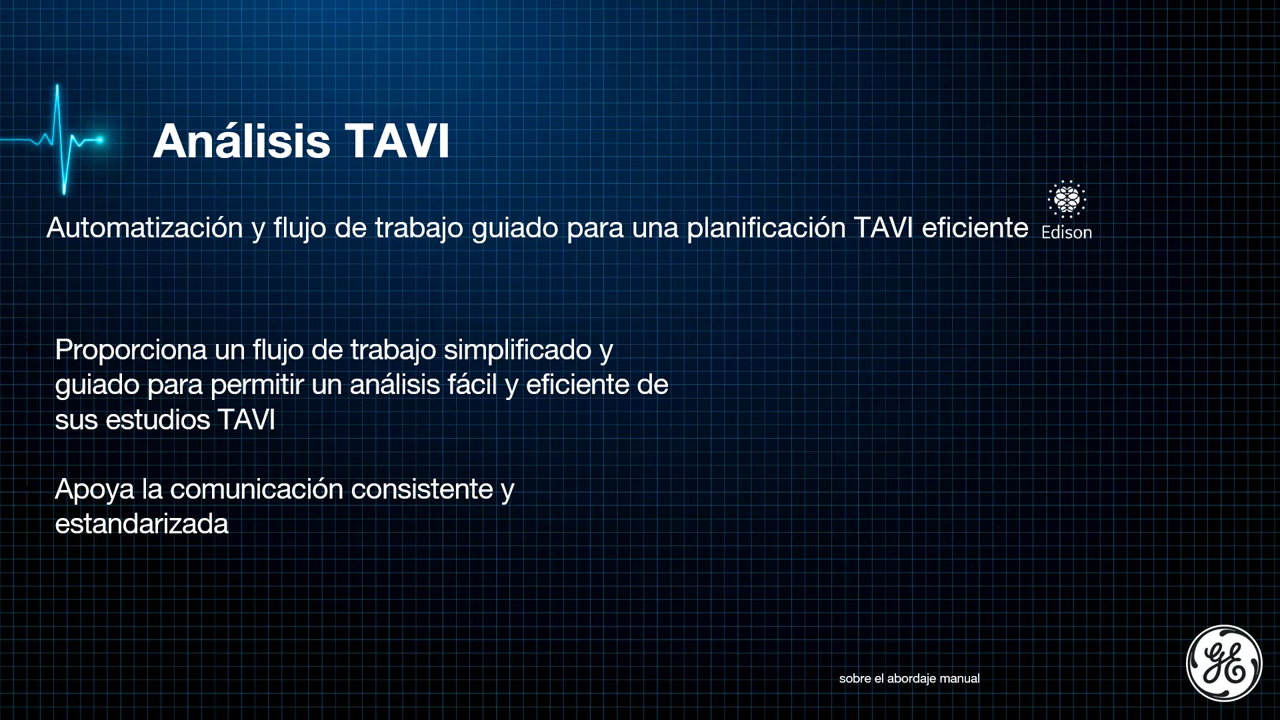 Análisis TAVI
Automatización y flujo de trabajo guiado para una planificación TAVI eficiente
Edison
Proporciona un flujo de trabajo simplificado y
guiado para permitir un análisis fácil y eficiente de
sus estudios TAVI
Apoya la comunicación consistente y
estandarizada
sobre el abordaje manual
GE